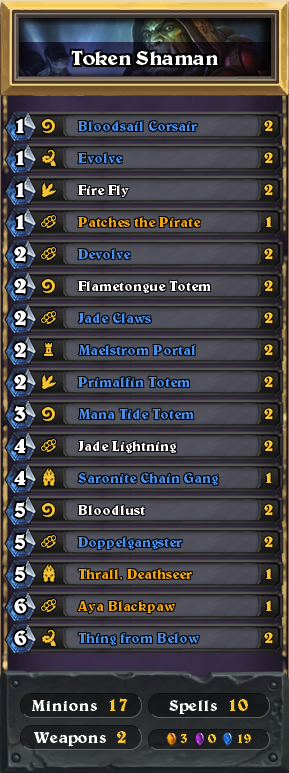 Token Shaman
1 Bloodsail Corsair 2
1 Evolve 2
1 Fire Fly 2
1 Patches the Pirate 1
2 Devolve 2
2 Flametongue Totem 2
2 Jade Claws 2
2 Maelstrom Portal 2
2 Primalfin Totem 2
3 Mana Tide Totem 2
4 Jade Lightning 2
4 Saronite Chain Gang 1
5 Bloodlust 2
5 Doppelgangster 2
5 Thrall, Deathseer 1
6 Aya Blackpaw 1
6 Thing from Below 2
Minions 17 Spells 10
Weapons 2 3 0 19